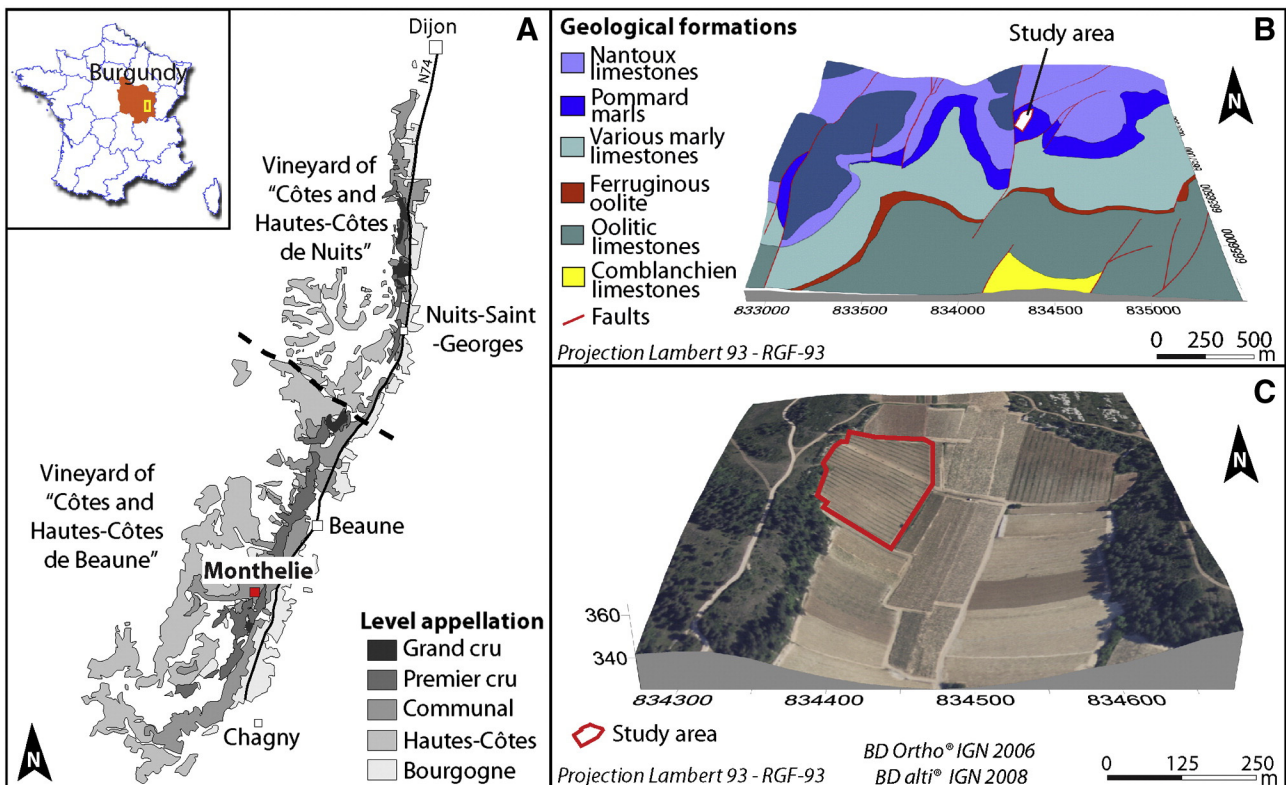 A
Burgundy
Dijon
N74
Vineyard of
“Côtes and
Hautes-Côtes
de Nuits”
Nuits-Saint
-Georges
Vineyard of
“Côtes and
Hautes-Côtes
de Beaune”
Beaune
Monthelie
Chagny
Level appellation
Grand cru
Premier cru
Communal
Hautes-Côtes
Bourgogne
N
B
Geological formations
Nantoux
limestones
Pommard
marls
Various marly
limestones
Ferruginous
oolite
Oolitic
limestones
Comblanchien
limestones
Faults
Study area
N
833000 833500 834000 834500 835000
Projection Lambert 93 - RGF-93
0 250 500
m
C
N
360
340
834300 834400 834500 834600
Study area
Projection Lambert 93 - RGF-93
BD Ortho® IGN 2006
BD alti® IGN 2008
0 125 250
m